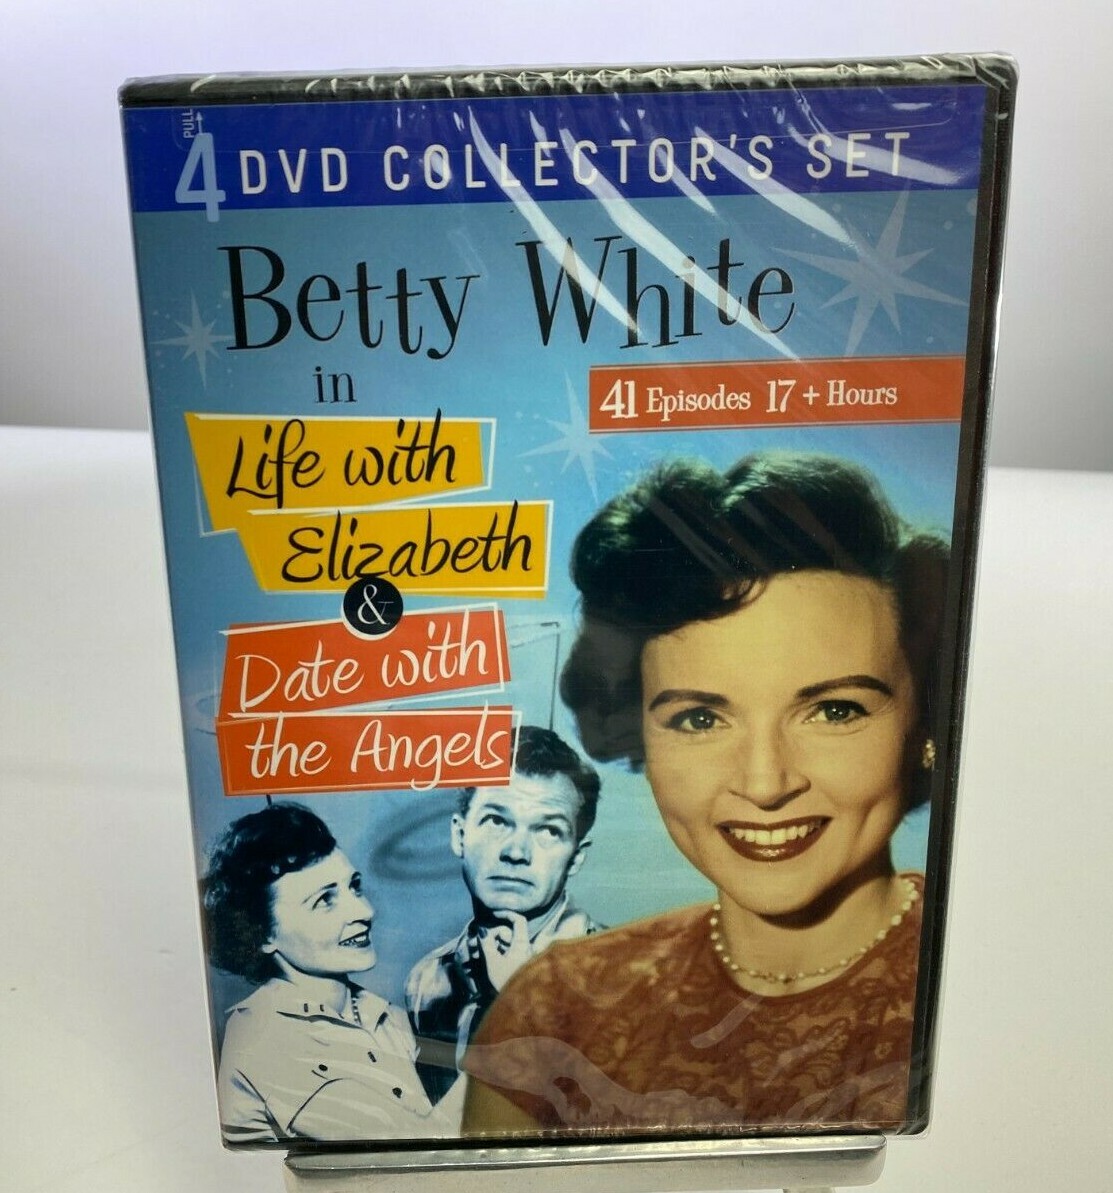 PULL
4 DVD COLLECTOR'S SET
Betty White
in
41 Episodes 17 + Hours
Life with
Elizabeth
&
Date with
the Angels